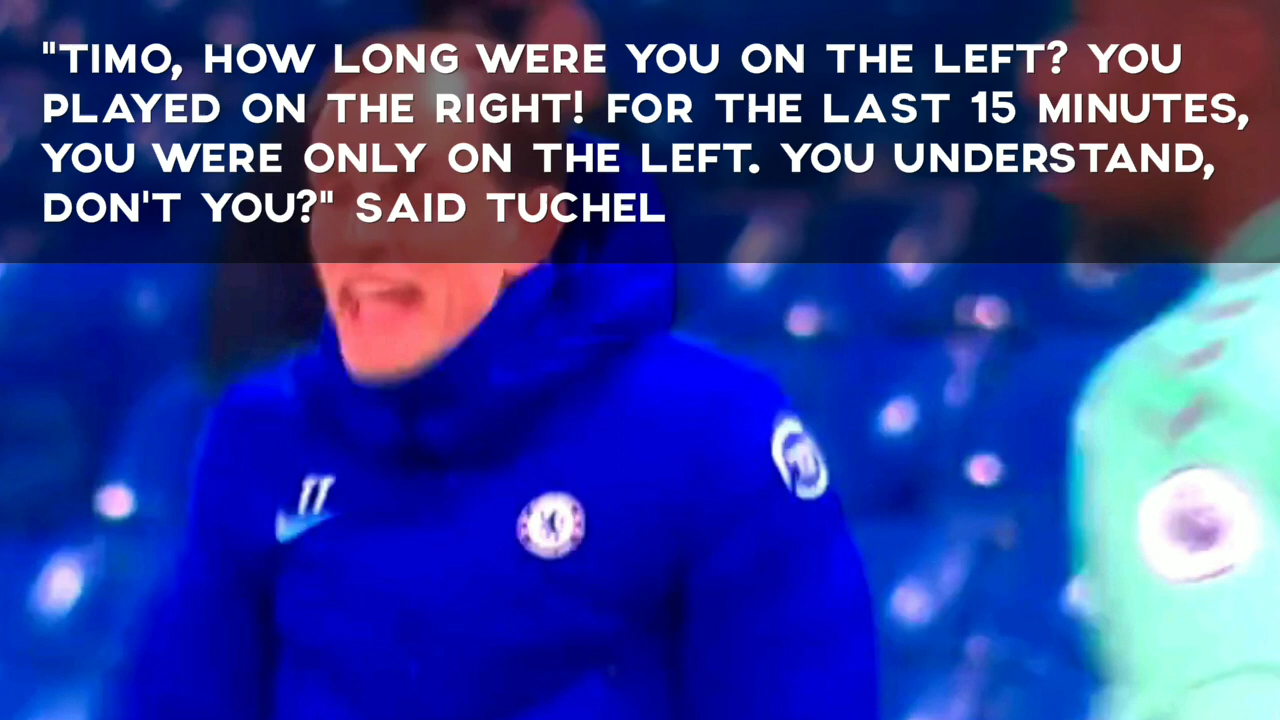 "TIMO, HOW LONG WERE YOU ON THE LEFT? YOU
PLAYED ON THE RIGHT! FOR THE LAST 15 MINUTES,
YOU WERE ONLY ON THE LEFT. YOU UNDERSTAND,
DON'T YOU?" SAID TUCHEL
TT